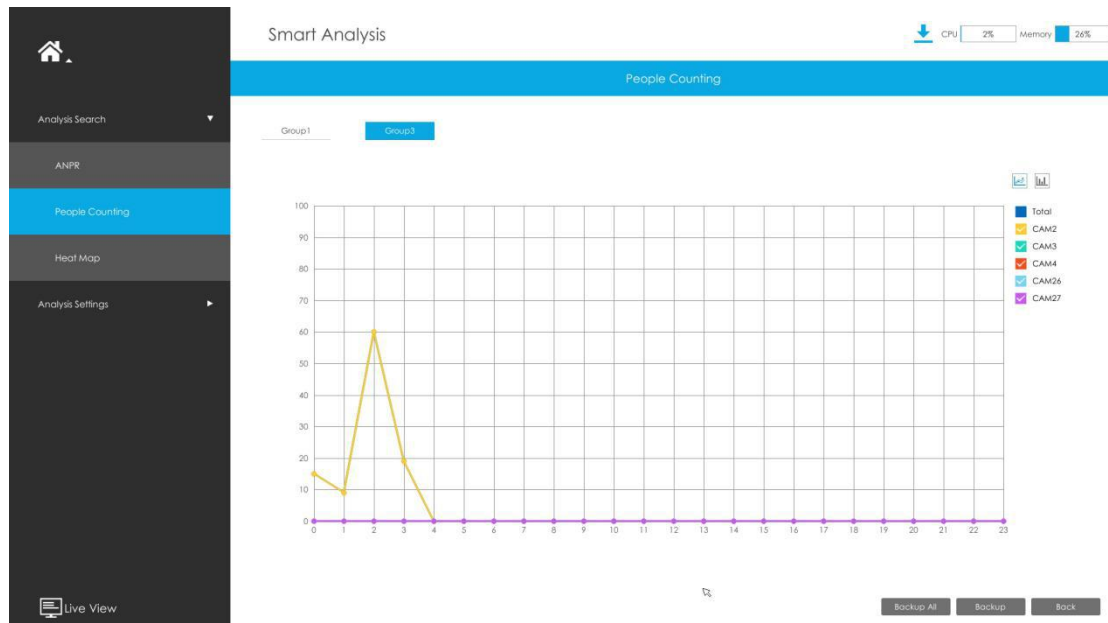 Smart Analysis
CPU 2% Memory 26%
People Counting
Analysis Search
ANPR
People Counting
Heat Map
Analysis Settings
Live View
Group1 Group3
100
90
80
70
60
50
40
30
20
10
0
0 1 2 3 4 5 6 7 8 9 10 11 12 13 14 15 16 17 18 19 20 21 22 23
Total
CAM2
CAM3
CAM4
CAM26
CAM27
Backup All Backup Back